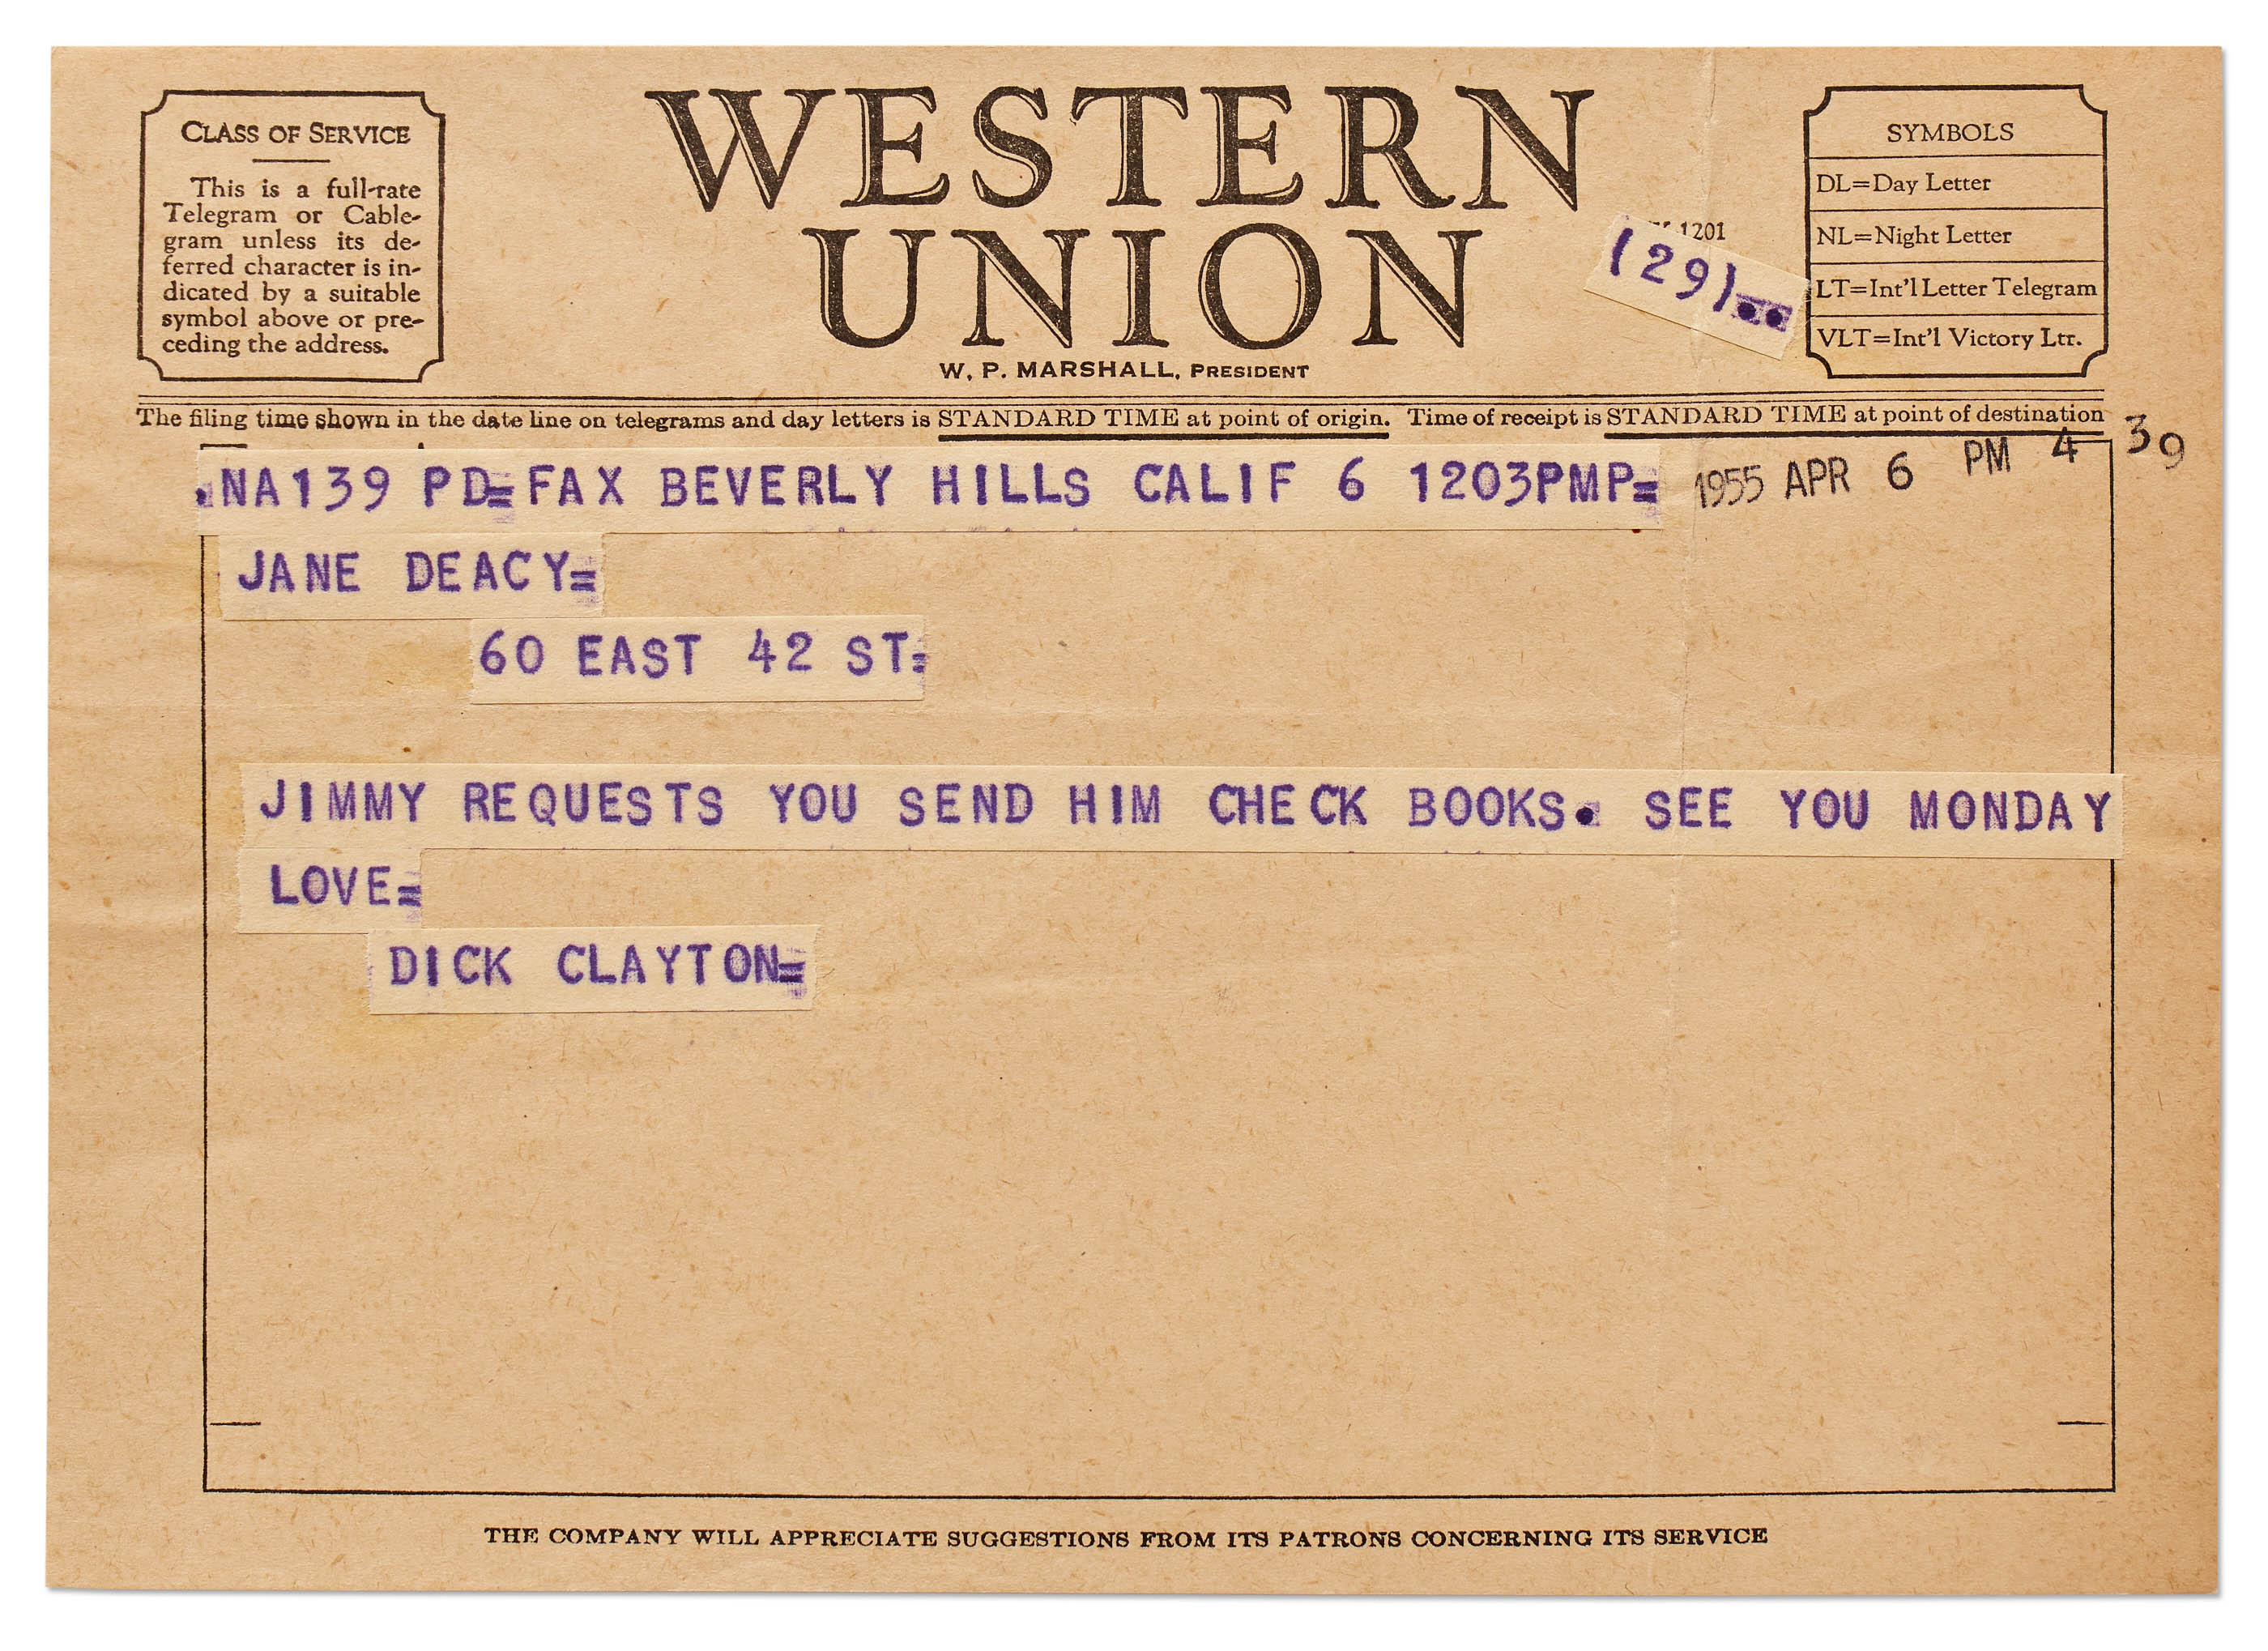 CLASS OF SERVICE
This is a full-rate
Telegram or Cable-
gram unless its de-
ferred character is in-
dicated by a suitable
symbol above or pre-
ceding the address.
WESTERN
UNION
W. P. MARSHALL, PRESIDENT
1201
(29)..
SYMBOLS
DL=Day Letter
NL=Night Letter
LT=Int'l Letter Telegram
VLT=Int'l Victory Ltr.
The filing time shown in the date line on telegrams and day letters is STANDARD TIME at point of origin. Time of receipt is STANDARD TIME at point of destination
.NA139 PD=FAX BEVERLY HILLS CALIF 6 1203PMP= 1955 APR 6 PM 4 39
JANE DEACY=
60 EAST 42 ST=
JIMMY REQUESTS YOU SEND HIM CHECK BOOKS. SEE YOU MONDAY
LOVE=
DICK CLAYTON=
THE COMPANY WILL APPRECIATE SUGGESTIONS FROM ITS PATRONS CONCERNING ITS SERVICE